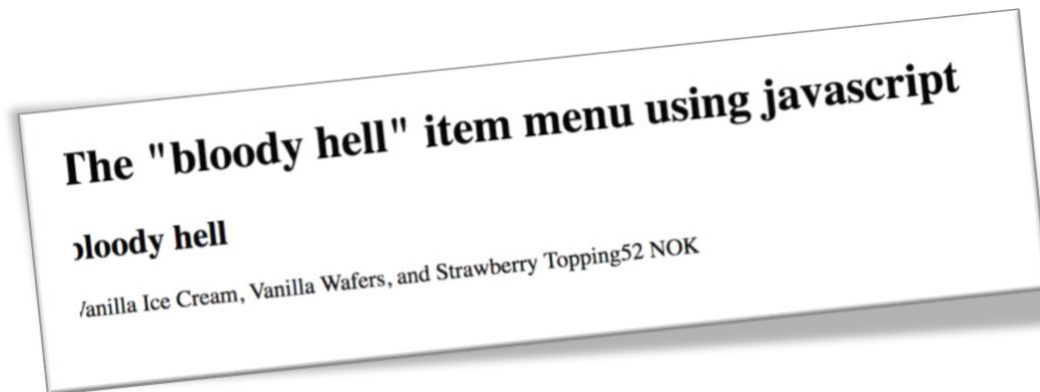 The "bloody hell" item menu using javascript
bloody hell
Vanilla Ice Cream, Vanilla Wafers, and Strawberry Topping52 NOK